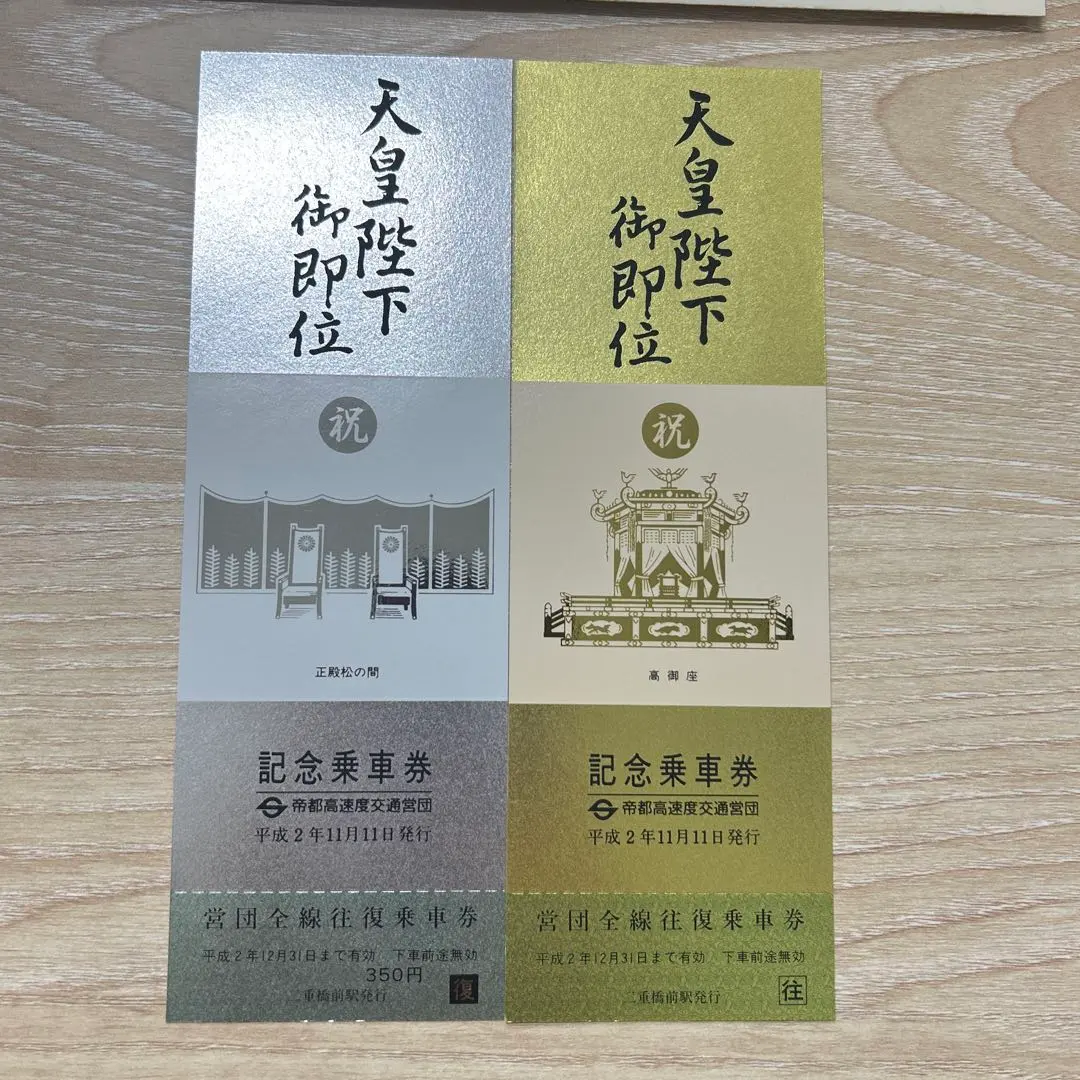 天皇陛下
御即位
祝
正殿松の間
記念乗車券
帝都高速度交通営団
平成2年11月11日発行
営団全線往復乗車券
平成2年12月31日まで有効 下車前途無効
350円
二重橋前駅発行
復
天皇陛下
御即位
祝
高御座
記念乗車券
帝都高速度交通営団
平成2年11月11日発行
営団全線往復乗車券
平成2年12月31日まで有効 下車前途無効
二重橋前駅発行
往